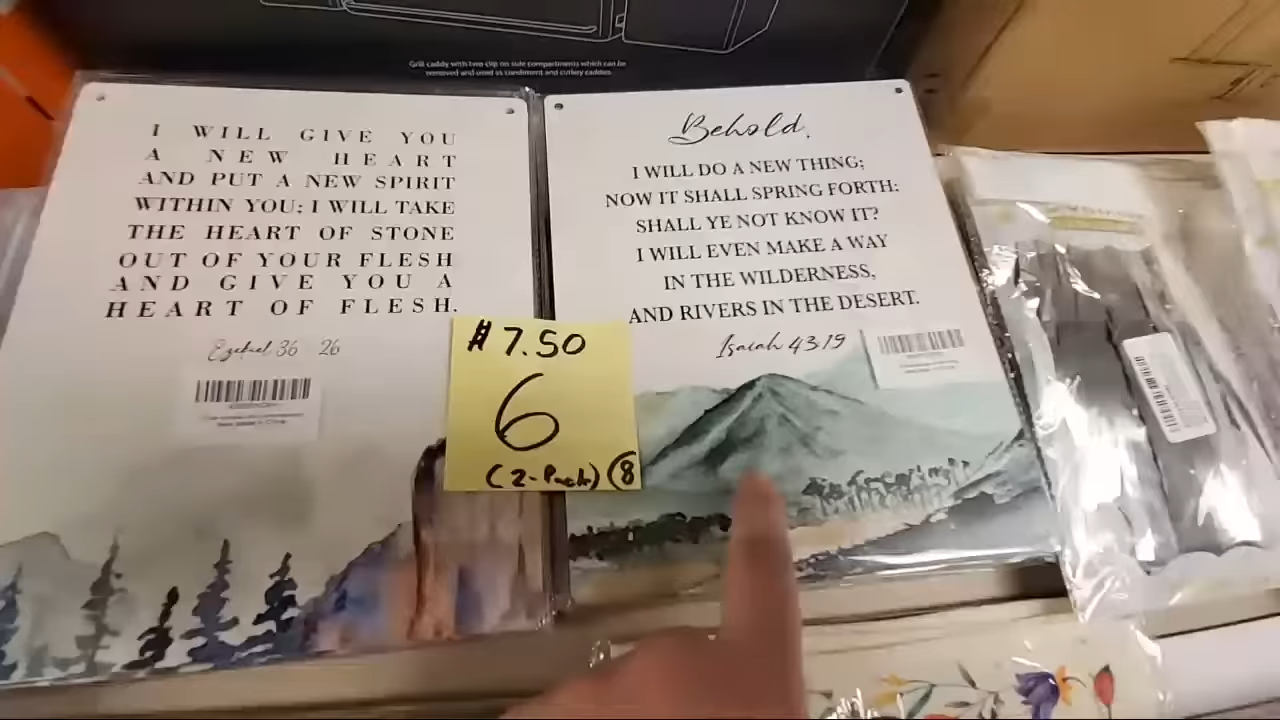 Grill caddy with two clip on side compartments which can be
removed and used as condiment and cutlery caddies.
I WILL GIVE YOU
A NEW HEART
AND PUT A NEW SPIRIT
WITHIN YOU; I WILL TAKE
THE HEART OF STONE
OUT OF YOUR FLESH
AND GIVE YOU A
HEART OF FLESH.
Ezekiel 36 26
Behold,
I WILL DO A NEW THING;
NOW IT SHALL SPRING FORTH:
SHALL YE NOT KNOW IT?
I WILL EVEN MAKE A WAY
IN THE WILDERNESS,
AND RIVERS IN THE DESERT.
Isaiah 43:19
$7.50
6
(2-Pack) 8